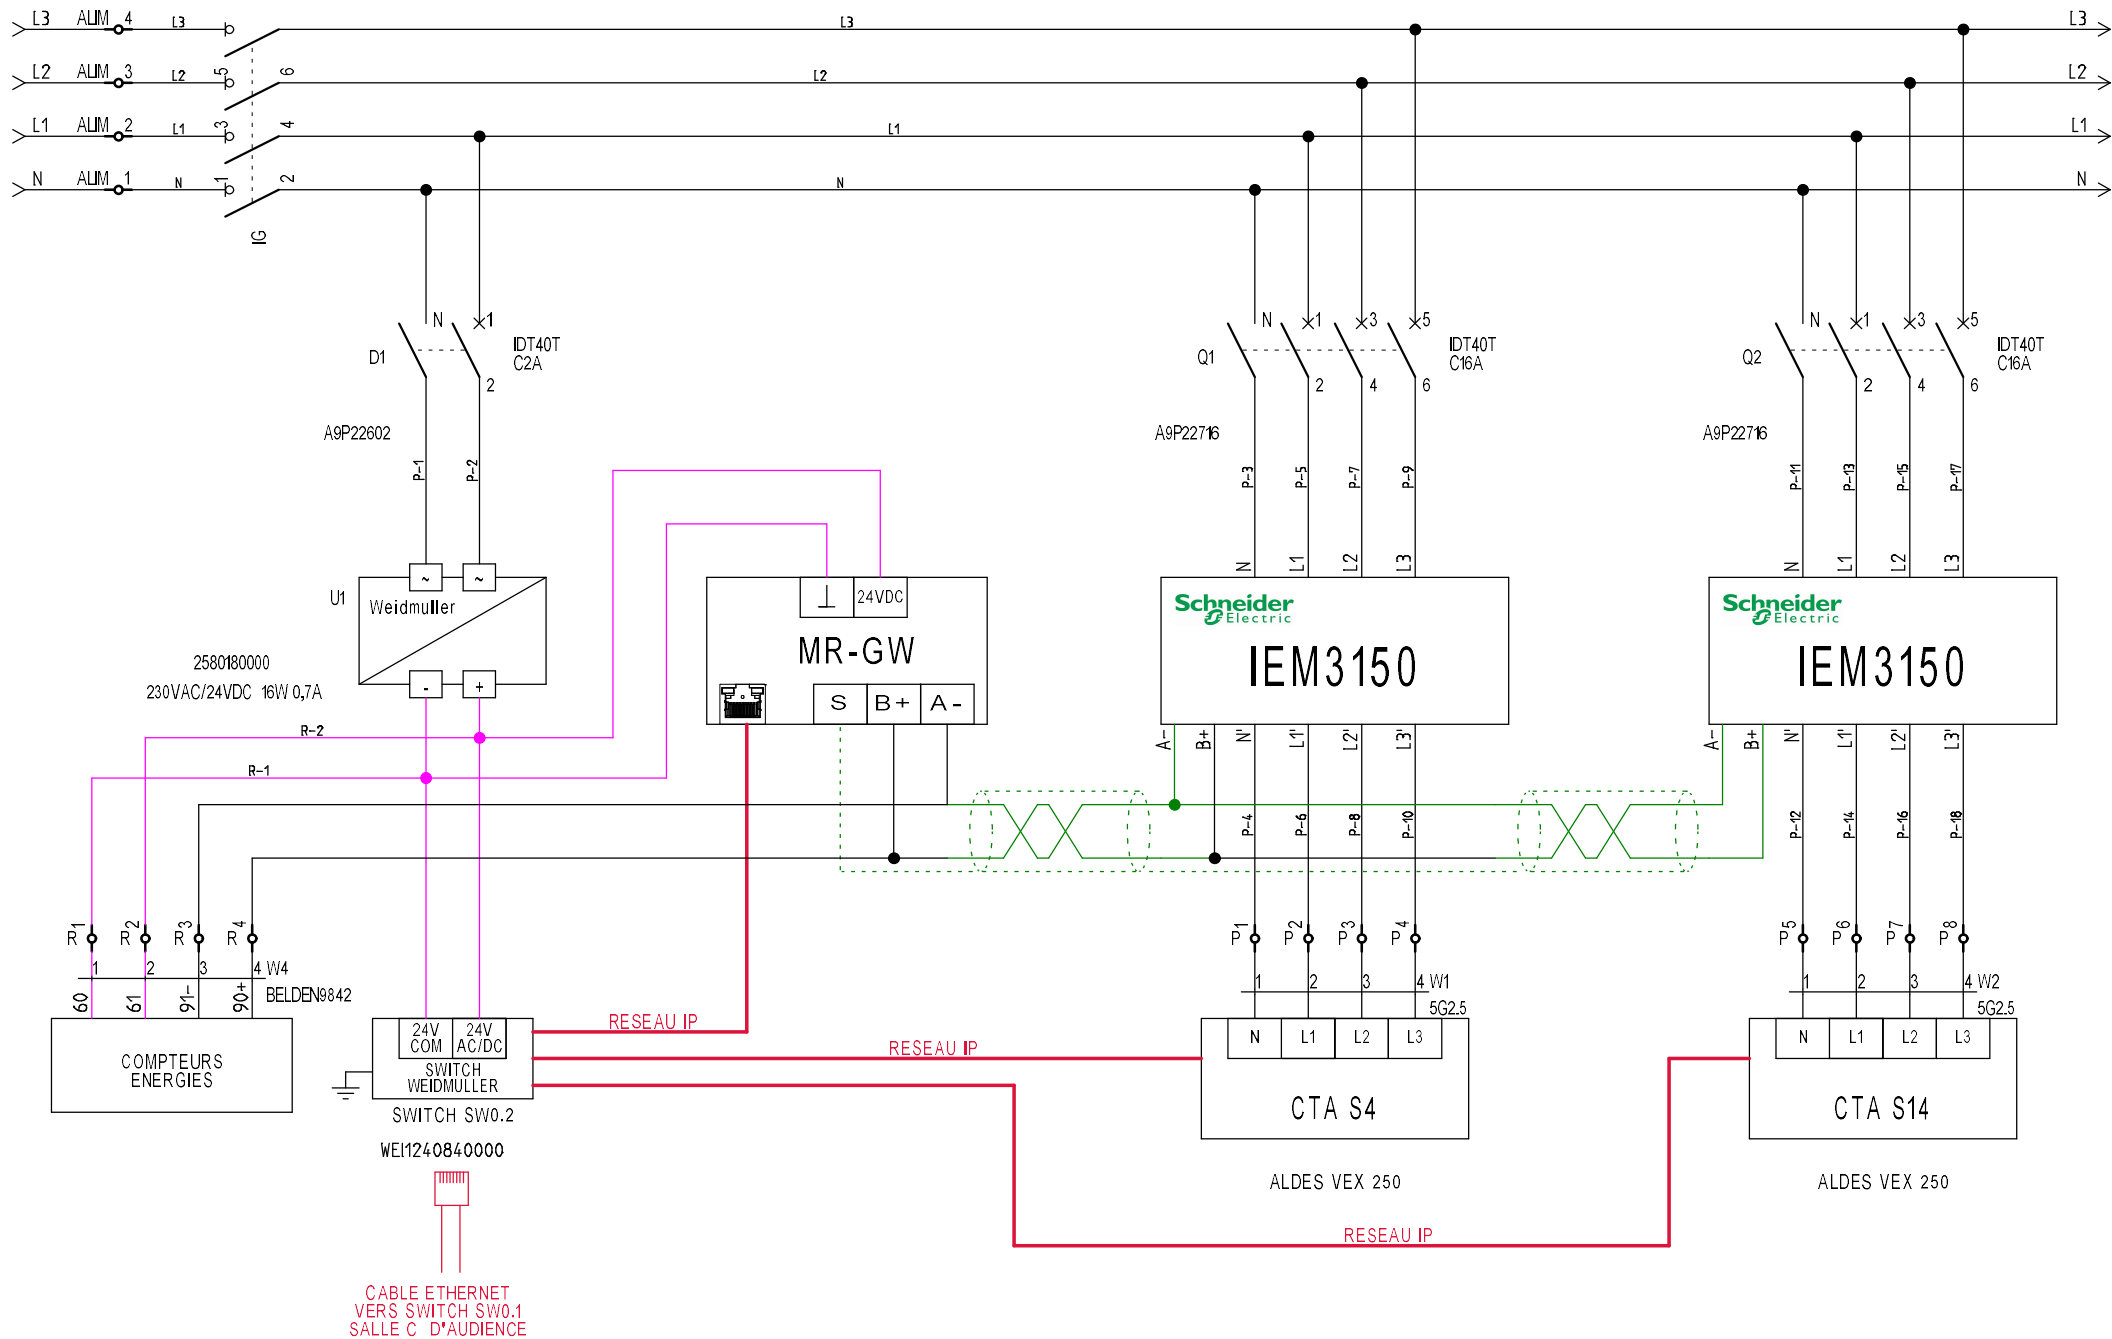 L3 ALIM 4 L3 L3 L3
L2 ALIM 3 L2 5 6 L2 L2
L1 ALIM 2 L1 3 4 L1 L1
N ALIM 1 N 1 2 N N
IG
D1 N 1 2
IDT40T
C2A
Q1 N 1 3 5 2 4 6
IDT40T
C16A
Q2 N 1 3 5 2 4 6
IDT40T
C16A
A9P22602
A9P22716
A9P22716
P-1 P-2
P-3 P-5 P-7 P-9
P-11 P-13 P-15 P-17
U1 ~ ~
Weidmuller
- +
2580180000
230VAC/24VDC 16W 0,7A
⊥ 24VDC
MR-GW
S B+ A-
N L1 L2 L3
Schneider
Electric
IEM3150
A- B+ N' L1' L2' L3'
N L1 L2 L3
Schneider
Electric
IEM3150
A- B+ N' L1' L2' L3'
R-2
R-1
P-4 P-6 P-8 P-10
P-12 P-14 P-16 P-18
R 1 R 2 R 3 R 4
1 2 3 4 W4
BELDEN9842
60 61 91- 90+
COMPTEURS
ENERGIES
24V
COM
24V
AC/DC
SWITCH
WEIDMULLER
SWITCH SW0.2
WEI1240840000
RESEAU IP
RESEAU IP
RESEAU IP
P 1 P 2 P 3 P 4
1 2 3 4 W1
5G2.5
N L1 L2 L3
CTA S4
ALDES VEX 250
P 5 P 6 P 7 P 8
1 2 3 4 W2
5G2.5
N L1 L2 L3
CTA S14
ALDES VEX 250
CABLE ETHERNET
VERS SWITCH SW0.1
SALLE C D'AUDIENCE